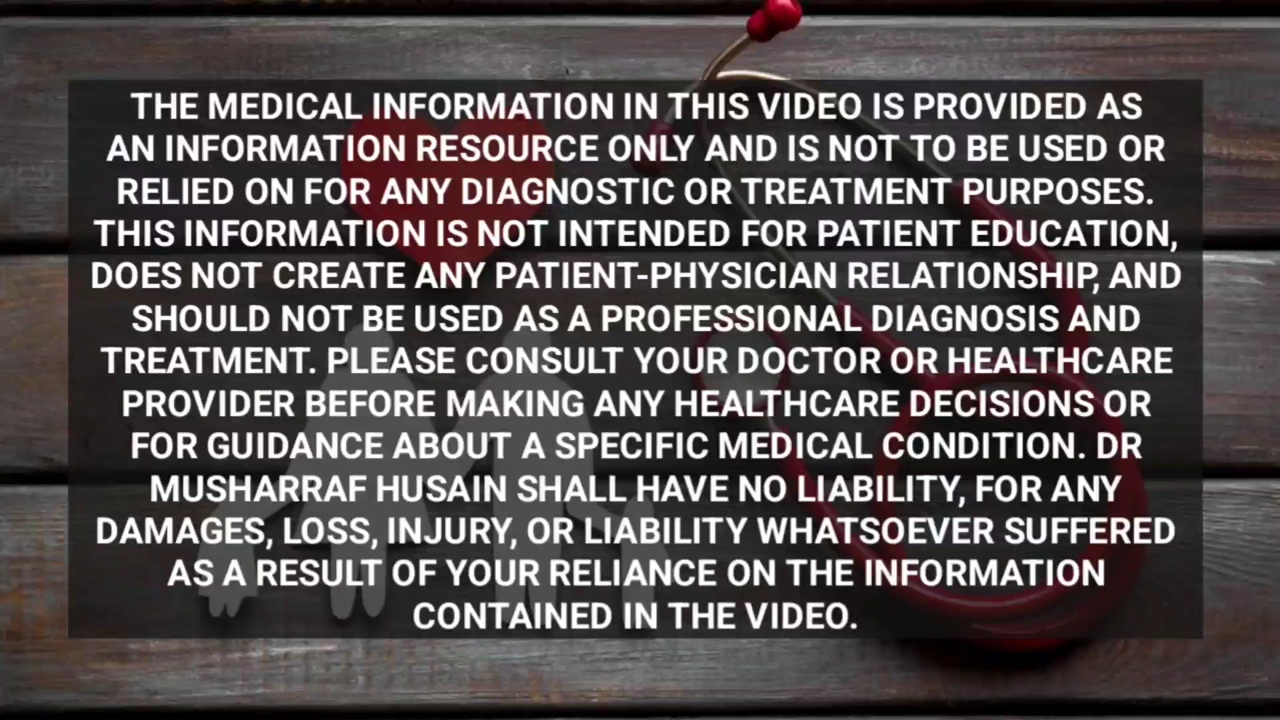 THE MEDICAL INFORMATION IN THIS VIDEO IS PROVIDED AS
AN INFORMATION RESOURCE ONLY AND IS NOT TO BE USED OR
RELIED ON FOR ANY DIAGNOSTIC OR TREATMENT PURPOSES.
THIS INFORMATION IS NOT INTENDED FOR PATIENT EDUCATION,
DOES NOT CREATE ANY PATIENT-PHYSICIAN RELATIONSHIP, AND
SHOULD NOT BE USED AS A PROFESSIONAL DIAGNOSIS AND
TREATMENT. PLEASE CONSULT YOUR DOCTOR OR HEALTHCARE
PROVIDER BEFORE MAKING ANY HEALTHCARE DECISIONS OR
FOR GUIDANCE ABOUT A SPECIFIC MEDICAL CONDITION. DR
MUSHARRAF HUSAIN SHALL HAVE NO LIABILITY, FOR ANY
DAMAGES, LOSS, INJURY, OR LIABILITY WHATSOEVER SUFFERED
AS A RESULT OF YOUR RELIANCE ON THE INFORMATION
CONTAINED IN THE VIDEO.